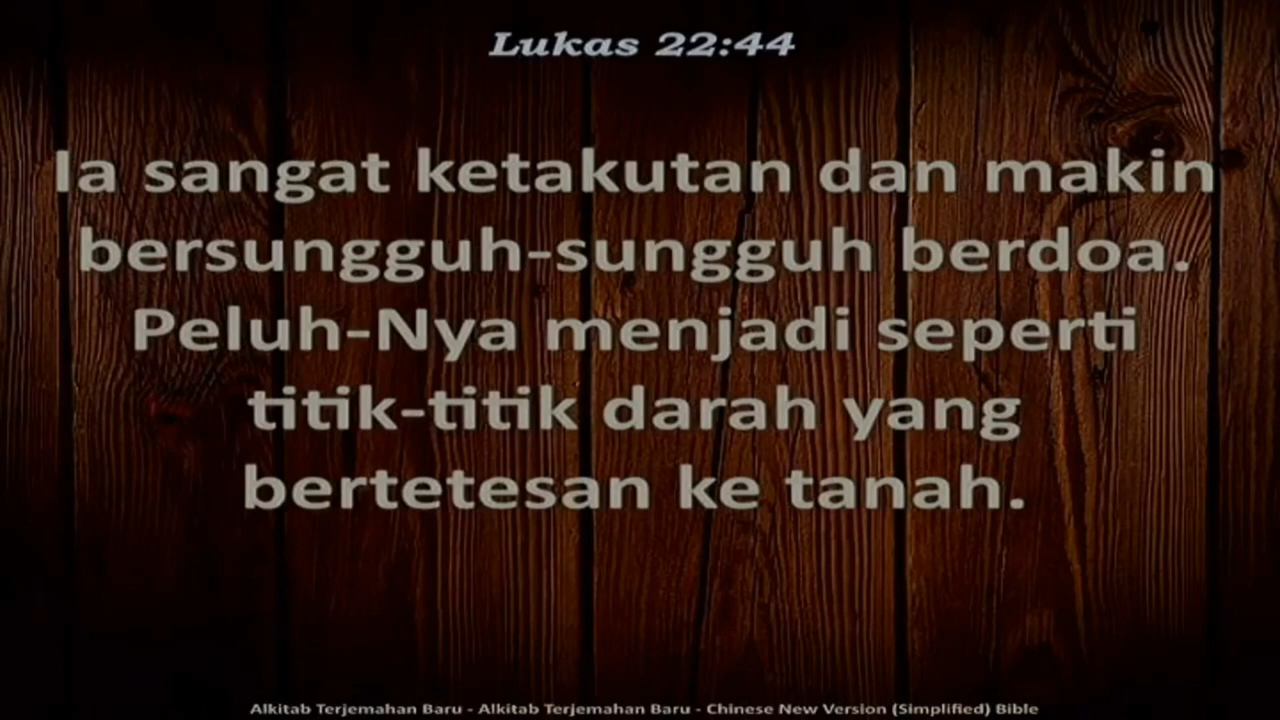 Lukas 22:44
Ia sangat ketakutan dan makin
bersungguh-sungguh berdoa.
Peluh-Nya menjadi seperti
titik-titik darah yang
bertetesan ke tanah.
Alkitab Terjemahan Baru - Alkitab Terjemahan Baru - Chinese New Version (Simplified) Bible